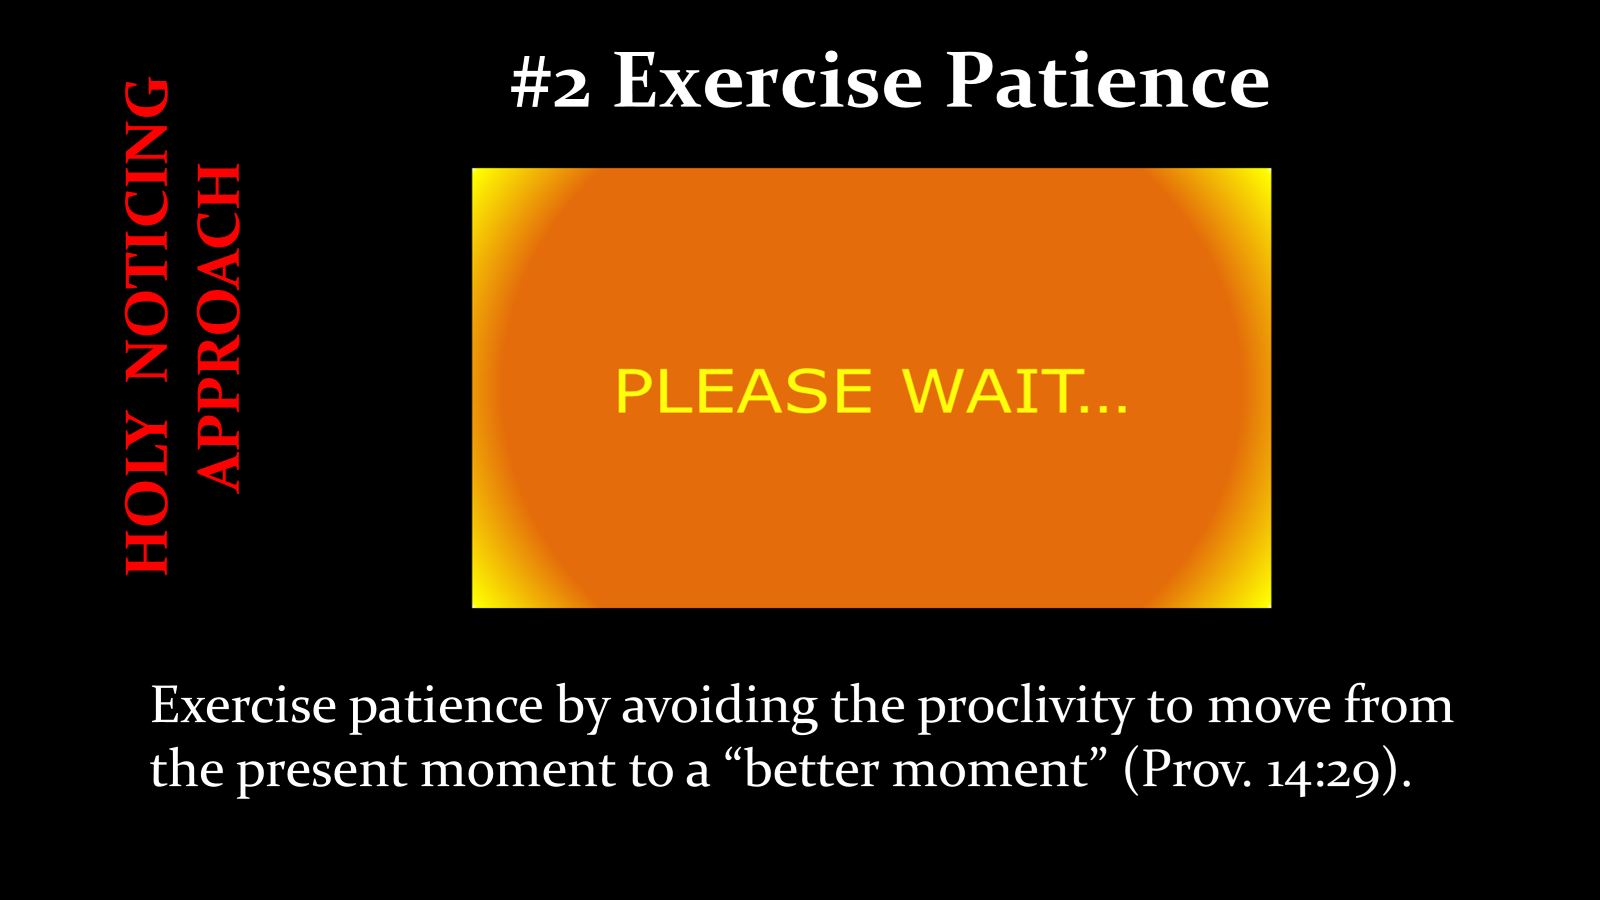 #2 Exercise Patience
HOLY NOTICING
APPROACH
PLEASE WAIT...
Exercise patience by avoiding the proclivity to move from
the present moment to a “better moment” (Prov. 14:29).